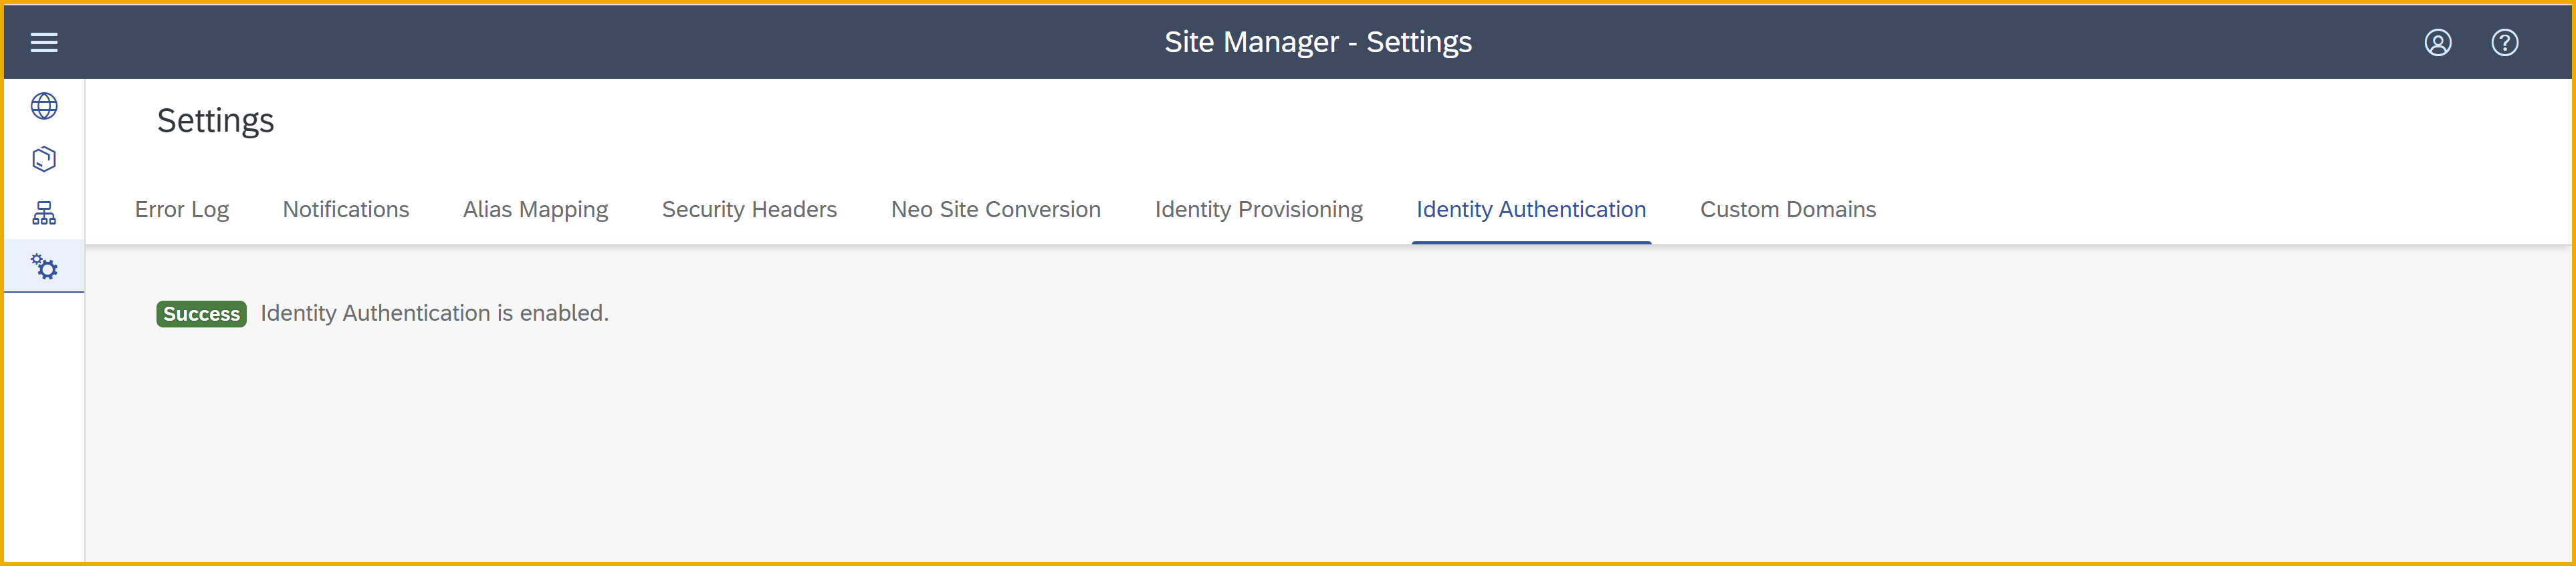 Site Manager - Settings
Settings
Error Log Notifications Alias Mapping Security Headers Neo Site Conversion Identity Provisioning Identity Authentication Custom Domains
Success Identity Authentication is enabled.